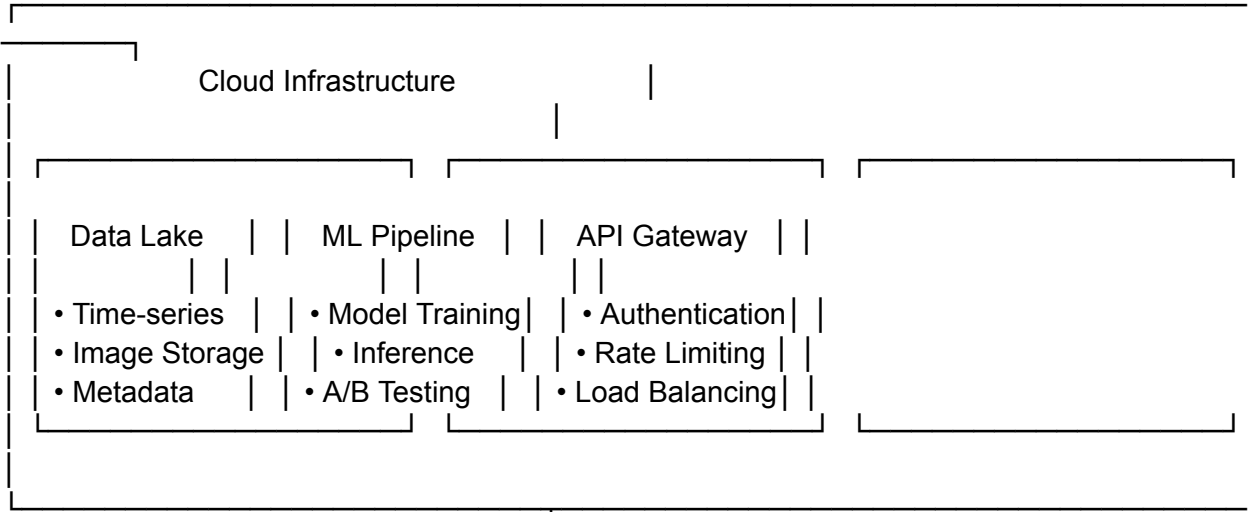 Cloud Infrastructure
Data Lake ML Pipeline API Gateway
• Time-series • Model Training • Authentication
• Image Storage • Inference • Rate Limiting
• Metadata • A/B Testing • Load Balancing